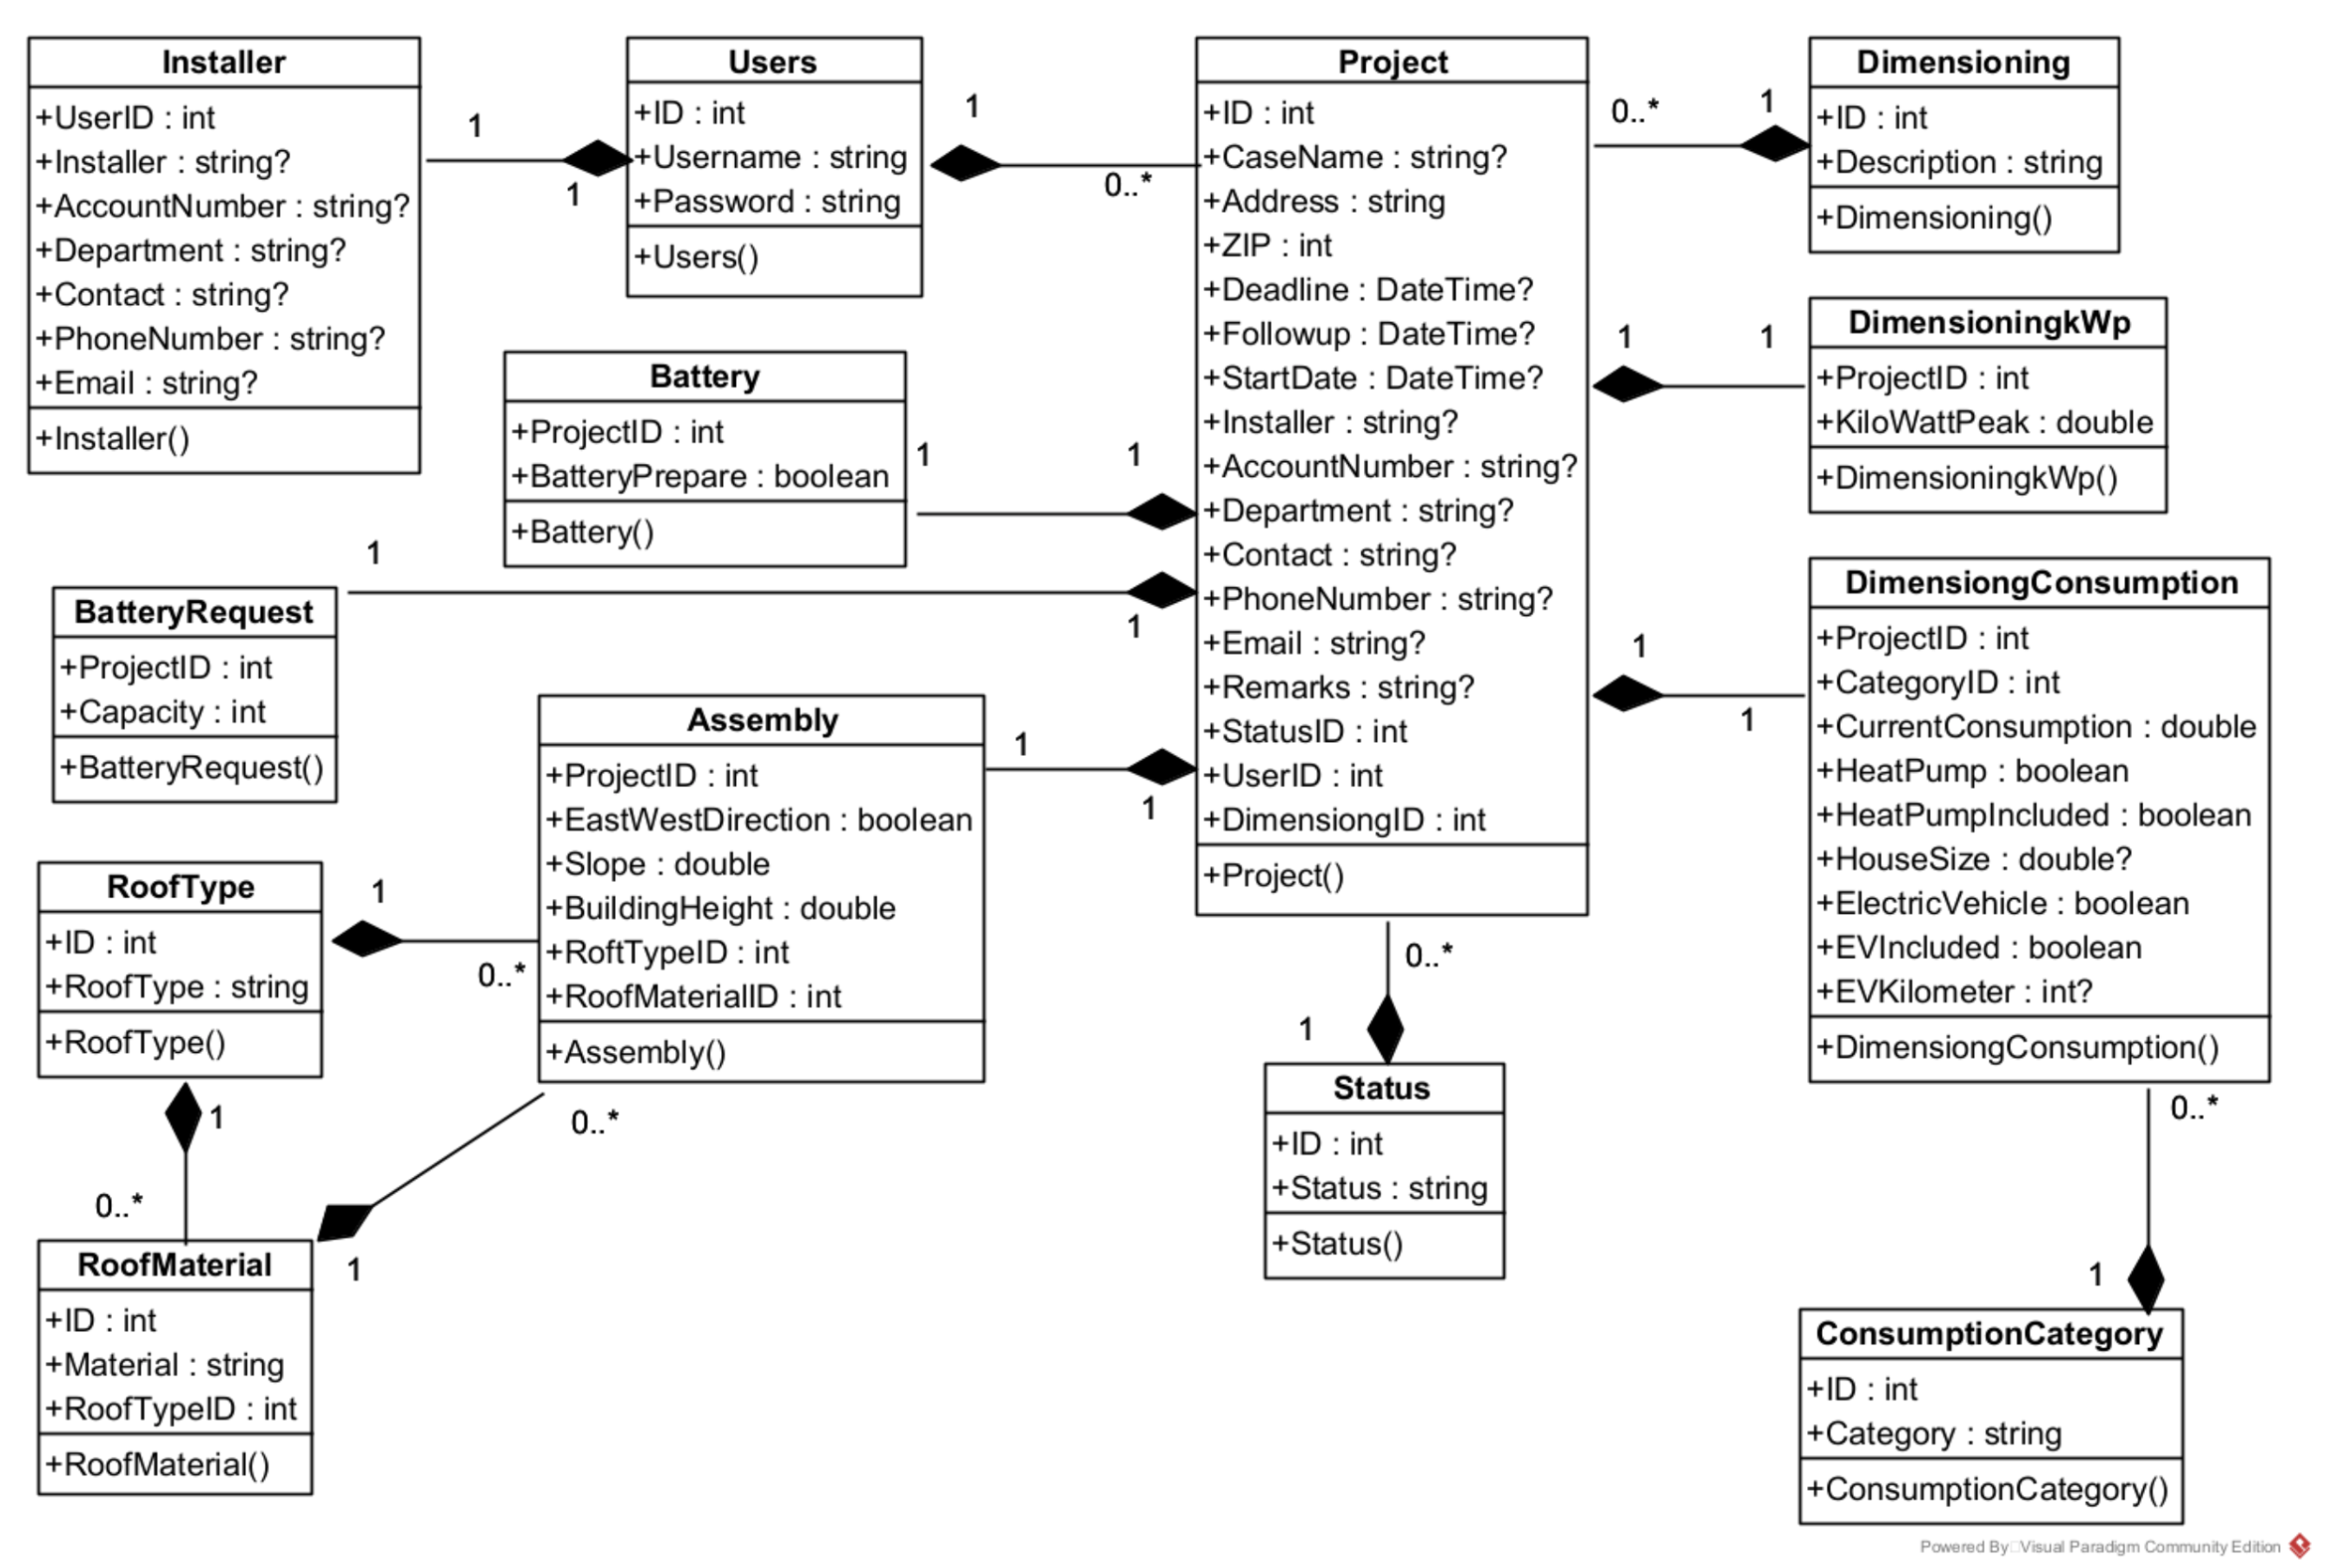 Installer
+UserID : int
+Installer : string?
+AccountNumber : string?
+Department : string?
+Contact : string?
+PhoneNumber : string?
+Email : string?
+Installer()
1
1
Users
+ID : int
+Username : string
+Password : string
+Users()
1
0..*
Project
+ID : int
+CaseName : string?
+Address : string
+ZIP : int
+Deadline : DateTime?
+Followup : DateTime?
+StartDate : DateTime?
+Installer : string?
+AccountNumber : string?
+Department : string?
+Contact : string?
+PhoneNumber : string?
+Email : string?
+Remarks : string?
+StatusID : int
+UserID : int
+DimensiongID : int
+Project()
0..*
1
Dimensioning
+ID : int
+Description : string
+Dimensioning()
1
1
DimensioningkWp
+ProjectID : int
+KiloWattPeak : double
+DimensioningkWp()
Battery
+ProjectID : int
+BatteryPrepare : boolean
+Battery()
1
1
1
1
BatteryRequest
+ProjectID : int
+Capacity : int
+BatteryRequest()
1
1
DimensiongConsumption
+ProjectID : int
+CategoryID : int
+CurrentConsumption : double
+HeatPump : boolean
+HeatPumpIncluded : boolean
+HouseSize : double?
+ElectricVehicle : boolean
+EVIncluded : boolean
+EVKilometer : int?
+DimensiongConsumption()
Assembly
+ProjectID : int
+EastWestDirection : boolean
+Slope : double
+BuildingHeight : double
+RoftTypeID : int
+RoofMaterialID : int
+Assembly()
1
1
RoofType
+ID : int
+RoofType : string
+RoofType()
1
0..*
1
0..*
0..*
1
RoofMaterial
+ID : int
+Material : string
+RoofTypeID : int
+RoofMaterial()
0..*
1
Status
+ID : int
+Status : string
+Status()
0..*
1
ConsumptionCategory
+ID : int
+Category : string
+ConsumptionCategory()
Powered By Visual Paradigm Community Edition